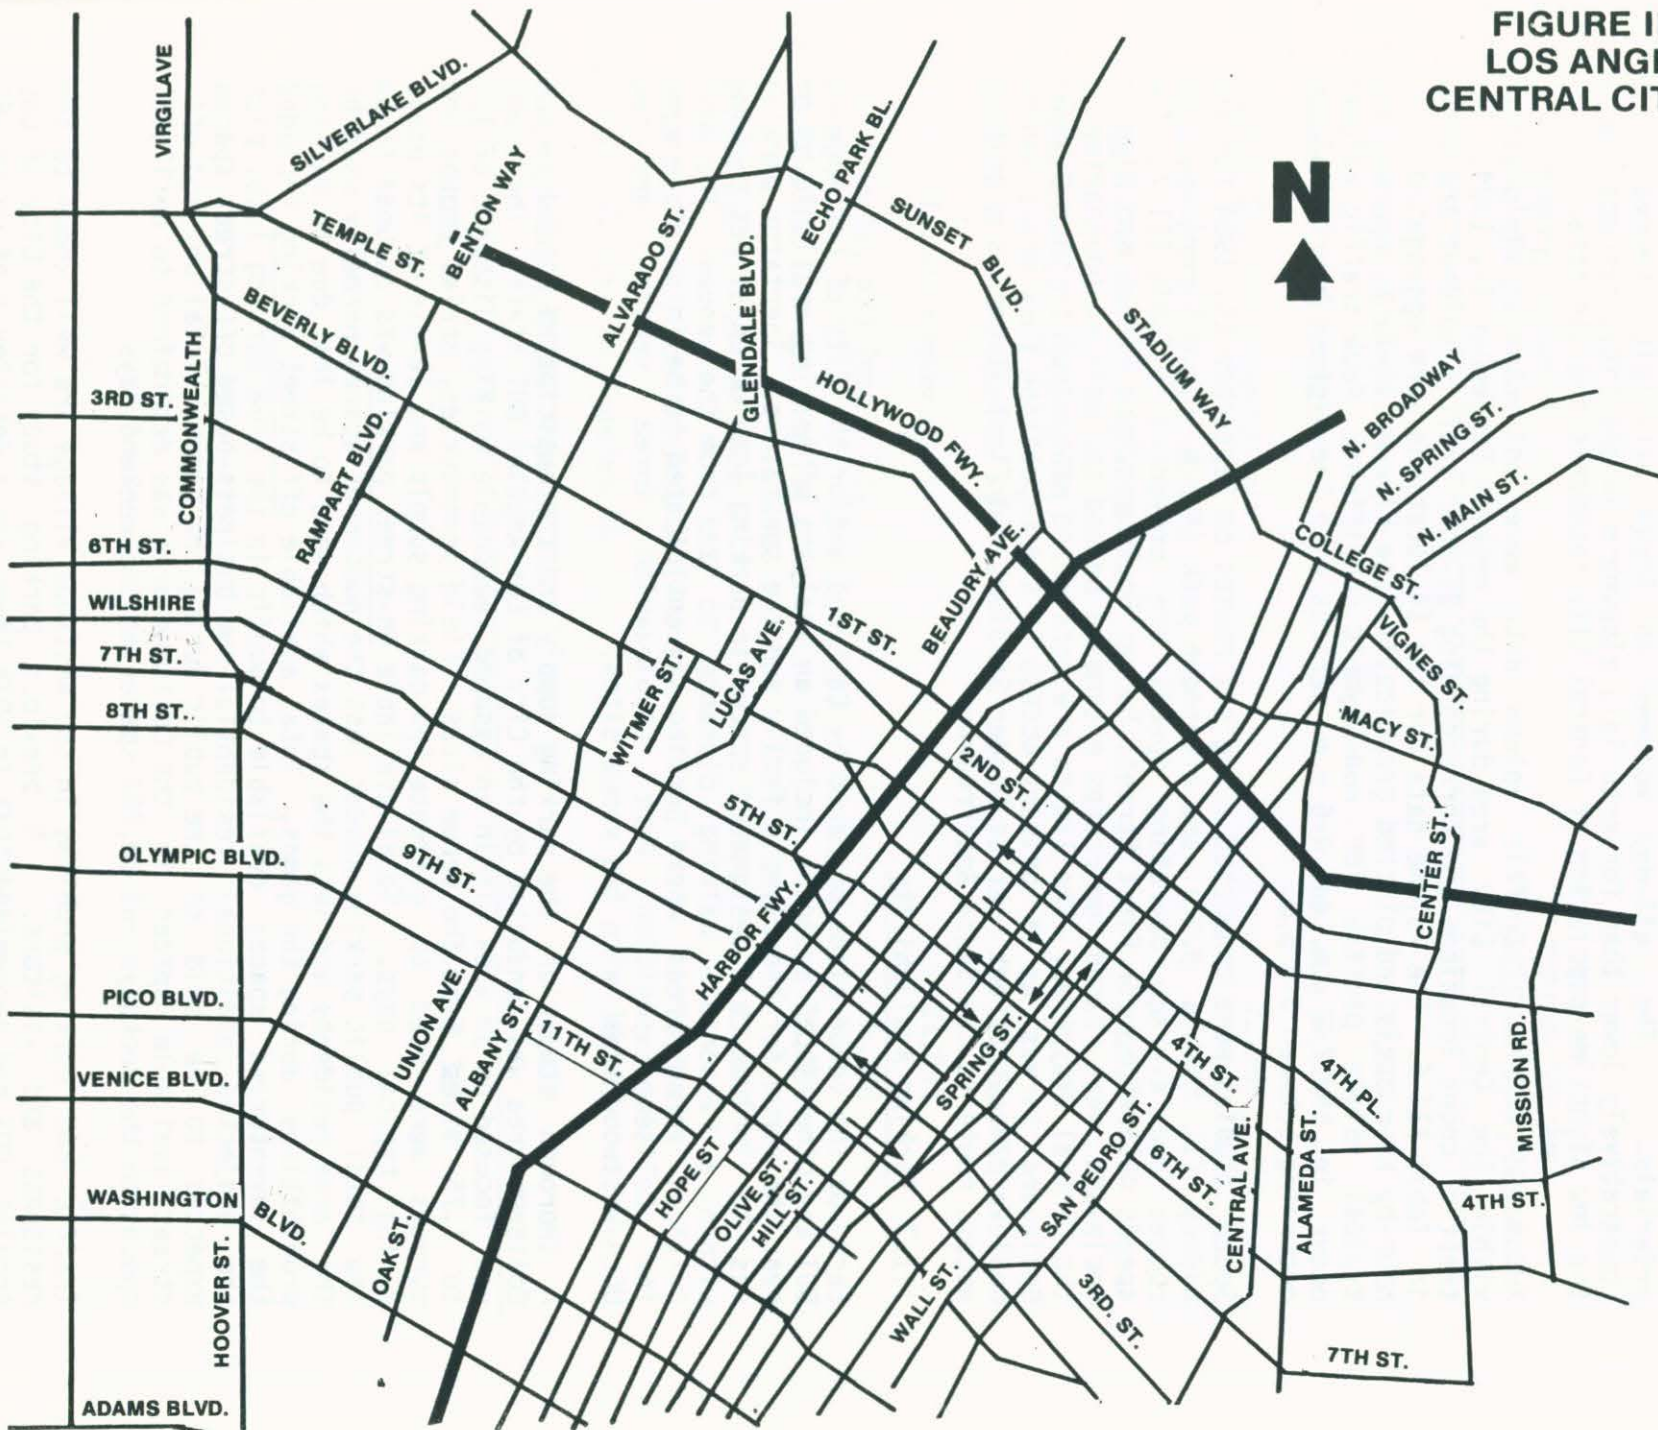 FIGURE I
LOS ANG
CENTRAL CIT
VIRGILAVE
SILVERLAKE BLVD.
BENTON WAY
TEMPLE ST.
ALVARADO ST.
GLENDALE BLVD.
ECHO PARK BL.
SUNSET
BLVD.
N
STADIUM WAY
BEVERLY BLVD.
COMMONWEALTH
3RD ST.
RAMPART BLVD.
HOLLYWOOD FWY.
N. BROADWAY
N. SPRING ST.
N. MAIN ST.
COLLEGE ST.
6TH ST.
WILSHIRE
7TH ST.
8TH ST.
WITMER ST.
LUCAS AVE.
1ST ST.
BEAUDRY AVE.
VIGNES ST.
MACY ST.
2ND ST.
5TH ST.
OLYMPIC BLVD.
9TH ST.
HARBOR FWY.
CENTER ST.
PICO BLVD.
UNION AVE.
ALBANY ST.
11TH ST.
SPRING ST.
4TH ST.
4TH PL.
MISSION RD.
VENICE BLVD.
HOPE ST
OLIVE ST.
HILL ST.
SAN PEDRO ST.
6TH ST.
CENTRAL AVE.
ALAMEDA ST.
4TH ST.
WASHINGTON
BLVD.
OAK ST.
HOOVER ST.
WALL ST.
3RD. ST.
7TH ST.
ADAMS BLVD.